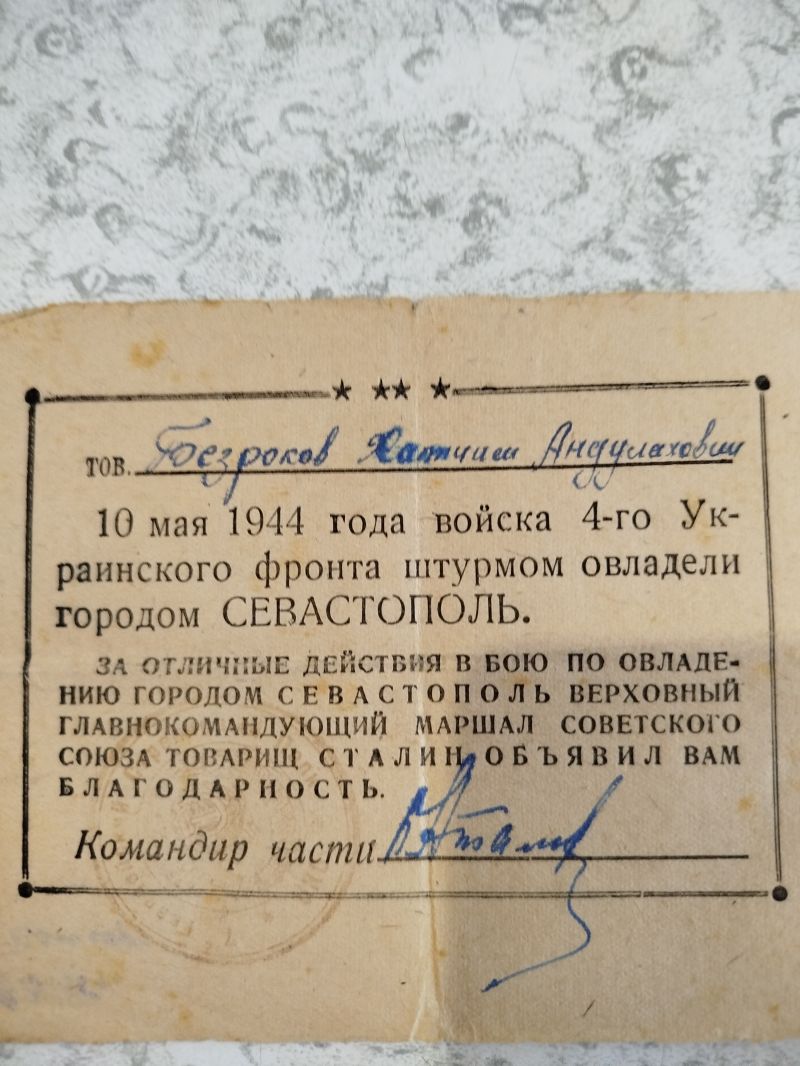 тов. Безроков Хатчим Андулахович
10 мая 1944 года войска 4-го Ук-
раинского фронта штурмом овладели
городом СЕВАСТОПОЛЬ.
ЗА ОТЛИЧНЫЕ ДЕЙСТВИЯ В БОЮ ПО ОВЛАДЕ-
НИЮ ГОРОДОМ СЕВАСТОПОЛЬ ВЕРХОВНЫЙ
ГЛАВНОКОМАНДУЮЩИЙ МАРШАЛ СОВЕТСКОГО
СОЮЗА ТОВАРИЩ СТАЛИН ОБЪЯВИЛ ВАМ
БЛАГОДАРНОСТЬ.
Командир части